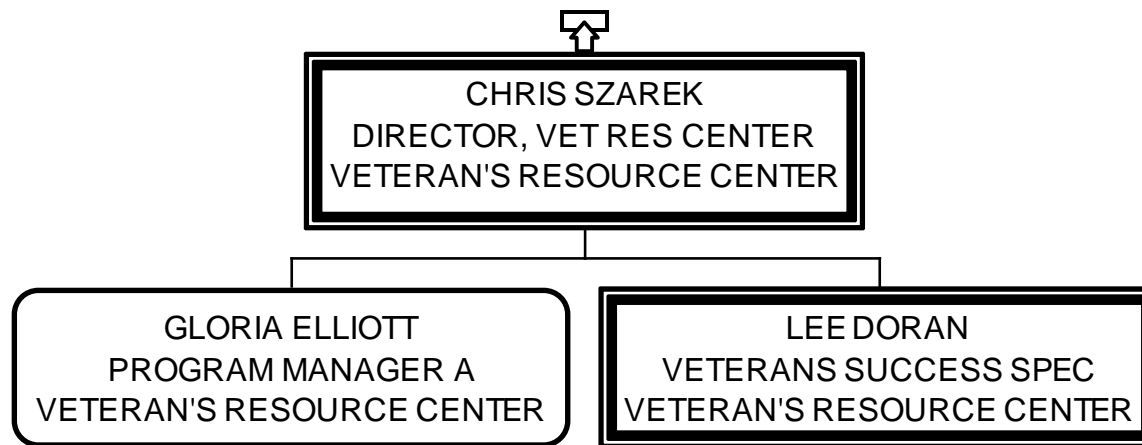 CHRIS SZAREK
DIRECTOR, VET RES CENTER
VETERAN'S RESOURCE CENTER
GLORIA ELLIOTT
PROGRAM MANAGER A
VETERAN'S RESOURCE CENTER
LEE DORAN
VETERANS SUCCESS SPEC
VETERAN'S RESOURCE CENTER